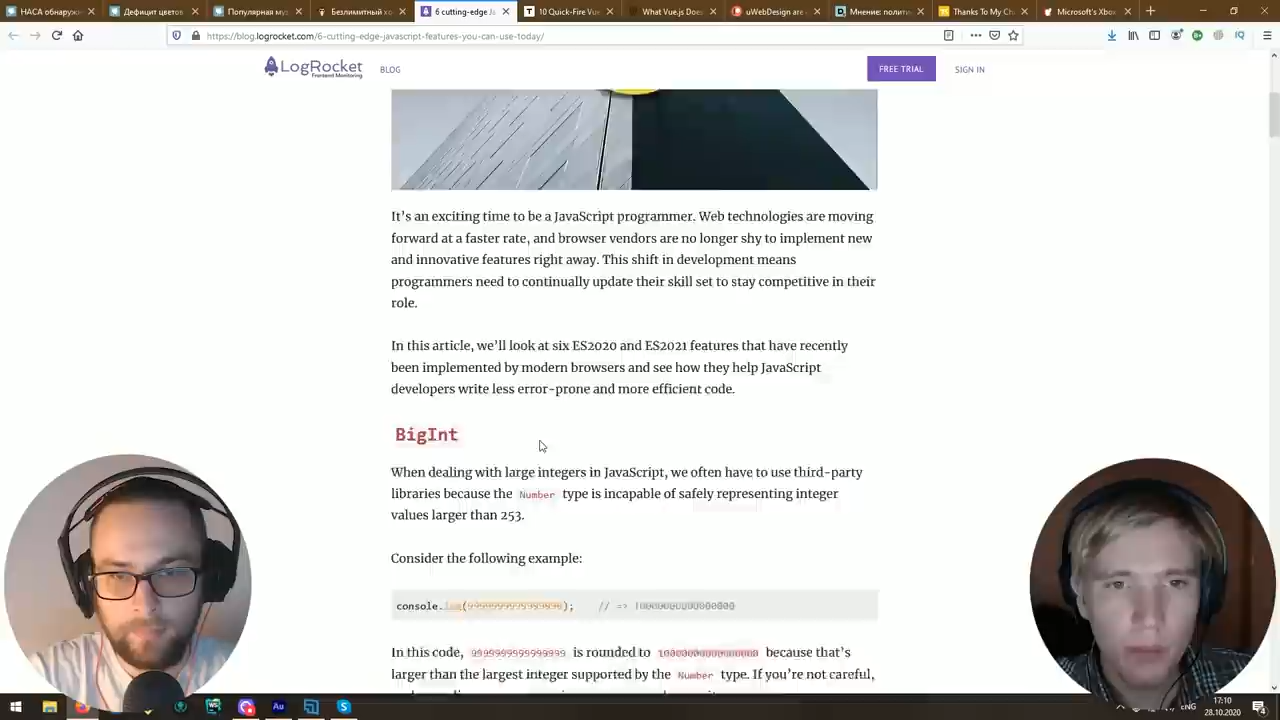 НАСА обнаруж
Дефицит цветов
Популярная му
Безлимитный хо
6 cutting-edge Ja
10 Quick-Fire Vue
What Vue.js Does
uWebDesign are
Мнение: полити
Thanks To My Ch
Microsoft's Xbox
https://blog.logrocket.com/6-cutting-edge-javascript-features-you-can-use-today/
LogRocket
Frontend Monitoring
BLOG
FREE TRIAL
SIGN IN
It's an exciting time to be a JavaScript programmer. Web technologies are moving
forward at a faster rate, and browser vendors are no longer shy to implement new
and innovative features right away. This shift in development means
programmers need to continually update their skill set to stay competitive in their
role.
In this article, we'll look at six ES2020 and ES2021 features that have recently
been implemented by modern browsers and see how they help JavaScript
developers write less error-prone and more efficient code.
BigInt
When dealing with large integers in JavaScript, we often have to use third-party
libraries because the Number type is incapable of safely representing integer
values larger than 253.
Consider the following example:
console.
In this code, is rounded to because that's
larger than the largest integer supported by the Number type. If you're not careful,
17:10
ENG
28.10.2020